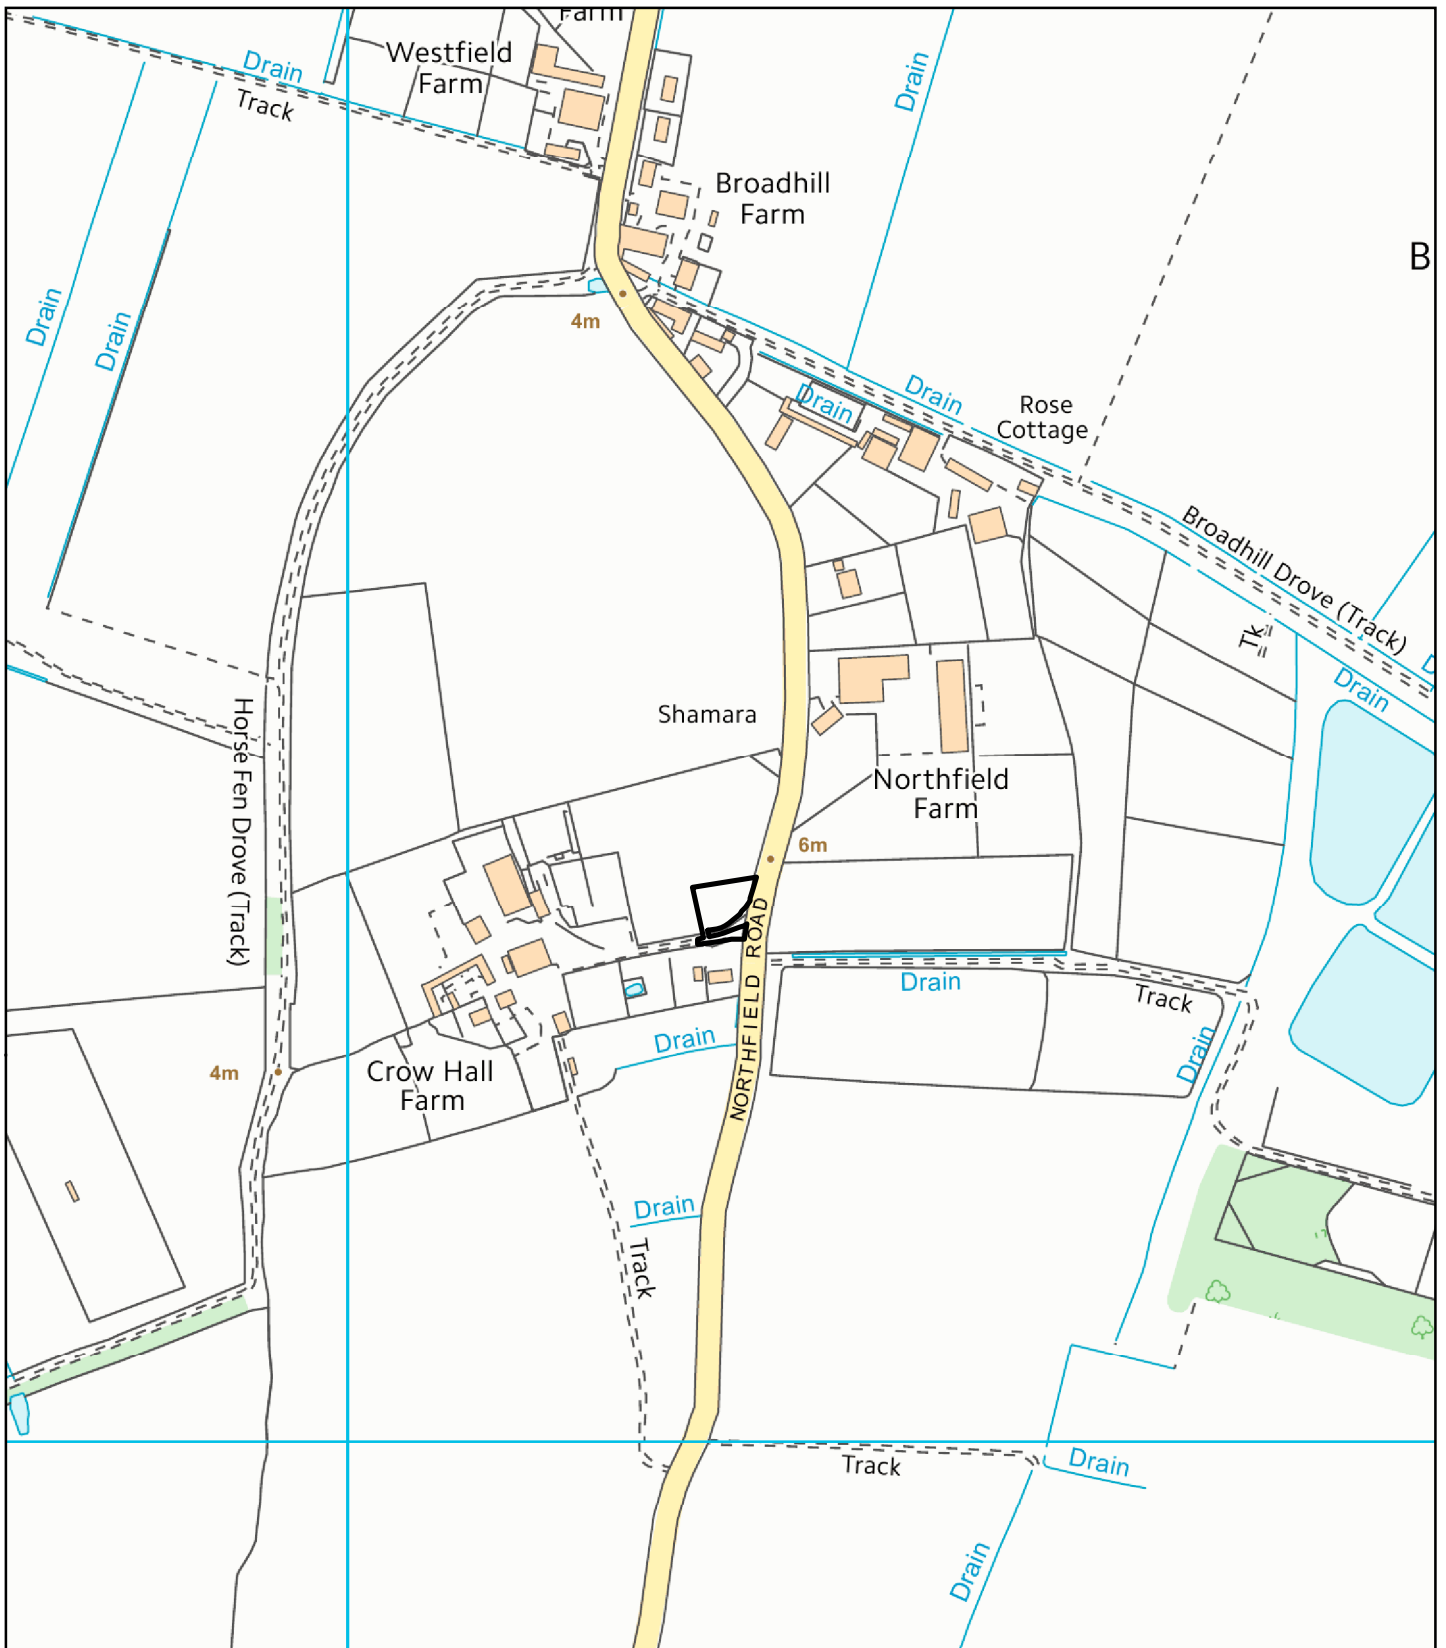 Farm
Westfield
Farm
Drain
Track
Drain
Broadhill
Farm
B
Drain
Drain
4m
Drain
Drain
Rose
Cottage
Broadhill Drove (Track)
Tk
D
Drain
Horse Fen Drove (Track)
Shamara
Northfield
Farm
6m
NORTHFIELD ROAD
Drain
Track
Drain
Drain
4m
Crow Hall
Farm
Drain
Track
Track
Drain
Drain